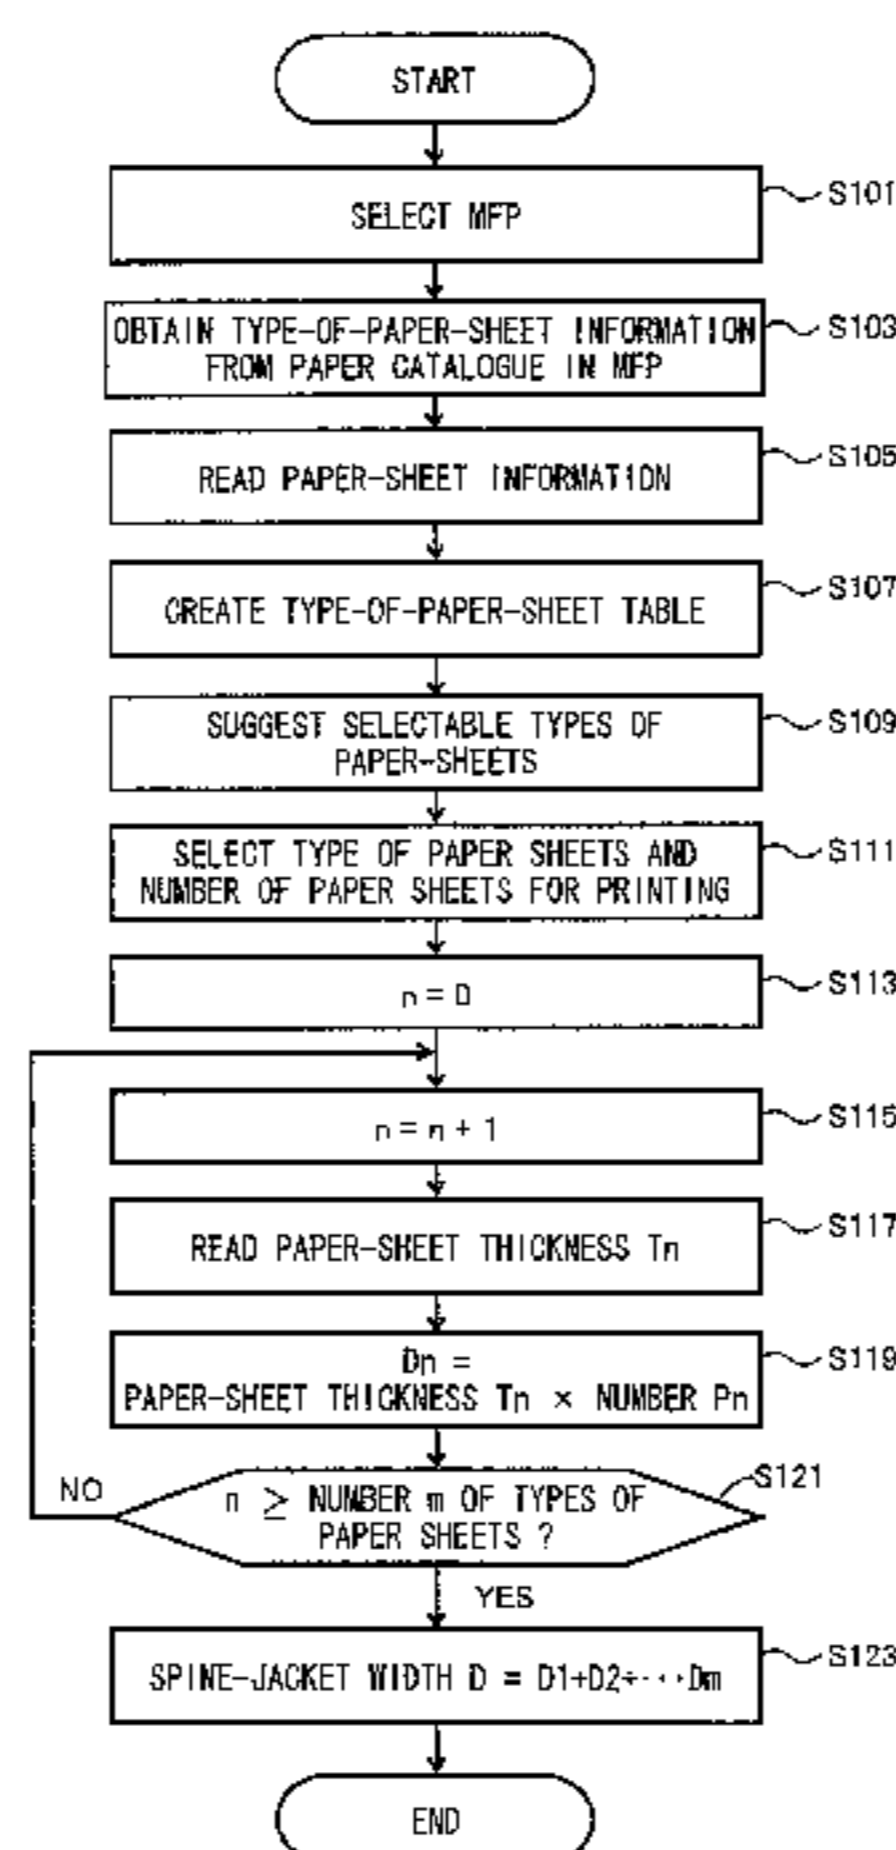 START
SELECT MFP
S101
OBTAIN TYPE-OF-PAPER-SHEET INFORMATION
FROM PAPER CATALOGUE IN MFP
S103
READ PAPER-SHEET INFORMATION
S105
CREATE TYPE-OF-PAPER-SHEET TABLE
S107
SUGGEST SELECTABLE TYPES OF
PAPER-SHEETS
S109
SELECT TYPE OF PAPER SHEETS AND
NUMBER OF PAPER SHEETS FOR PRINTING
S111
n = 0
S113
n = n + 1
S115
READ PAPER-SHEET THICKNESS Tn
S117
Dn =
PAPER-SHEET THICKNESS Tn × NUMBER Pn
S119
n ≥ NUMBER m OF TYPES OF
PAPER SHEETS ?
S121
NO
YES
SPINE-JACKET WIDTH D = D1+D2+···Dm
S123
END